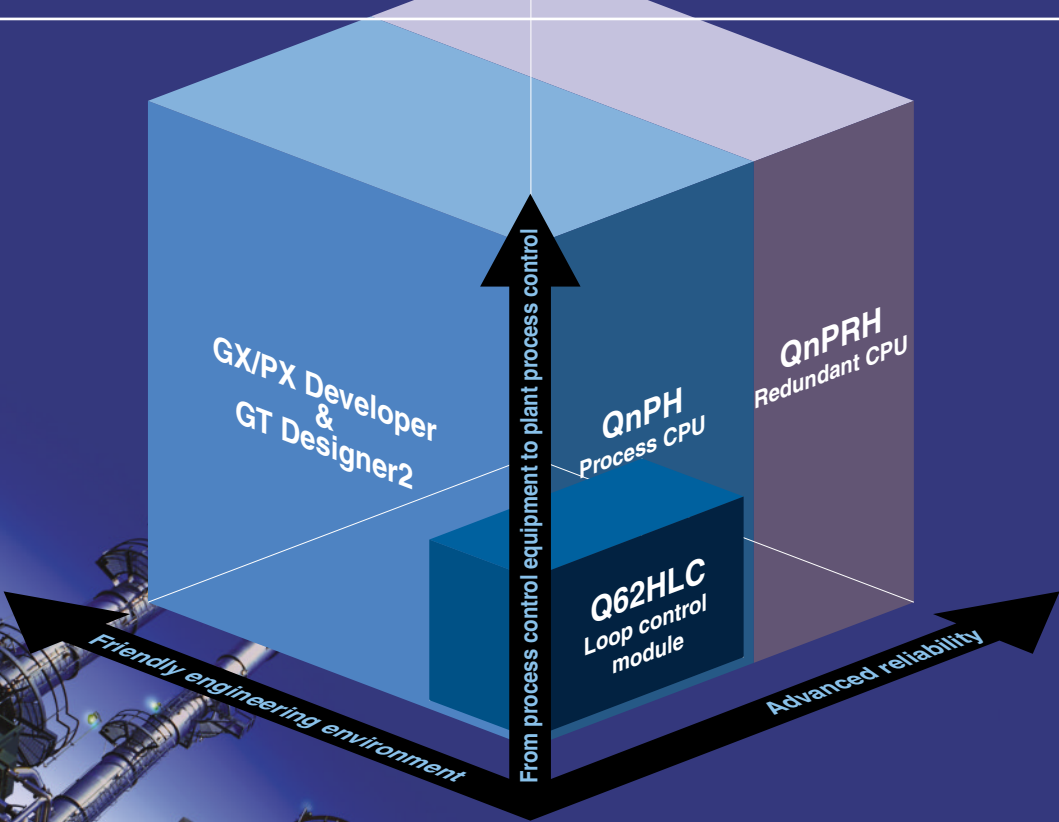 From process control equipment to plant process control
GX/PX Developer
&
GT Designer2
QnPH
Process CPU
QnPRH
Redundant CPU
Q62HLC
Loop control
module
Friendly engineering environment
Advanced reliability